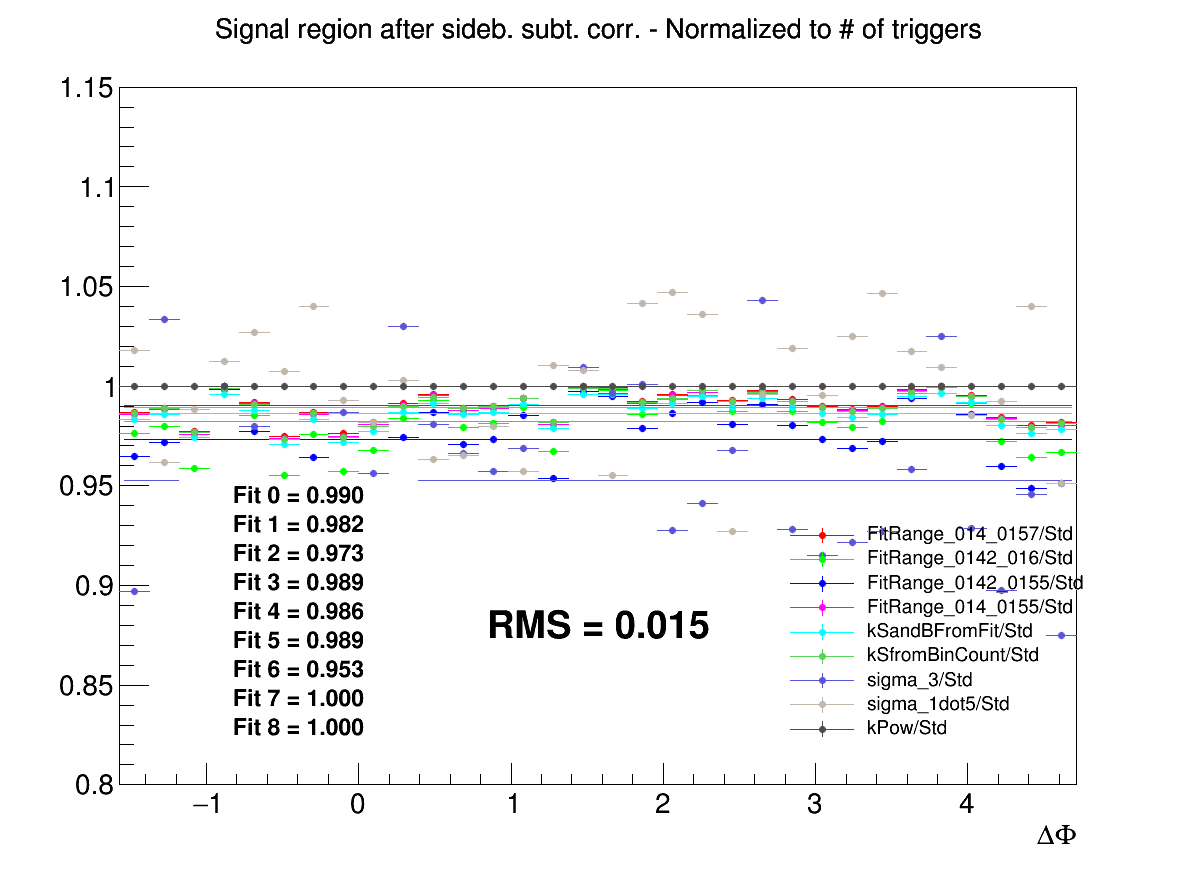 Signal region after sideb. subt. corr. - Normalized to # of triggers
1.15
1.1
1.05
1
0.95
0.9
0.85
0.8
Fit 0 = 0.990
Fit 1 = 0.982
Fit 2 = 0.973
Fit 3 = 0.989
Fit 4 = 0.986
Fit 5 = 0.989
Fit 6 = 0.953
Fit 7 = 1.000
Fit 8 = 1.000
RMS = 0.015
FitRange_014_0157/Std
FitRange_0142_016/Std
FitRange_0142_0155/Std
FitRange_014_0155/Std
kSandBFromFit/Std
kSfromBinCount/Std
sigma_3/Std
sigma_1dot5/Std
kPow/Std
−1 0 1 2 3 4
ΔΦ